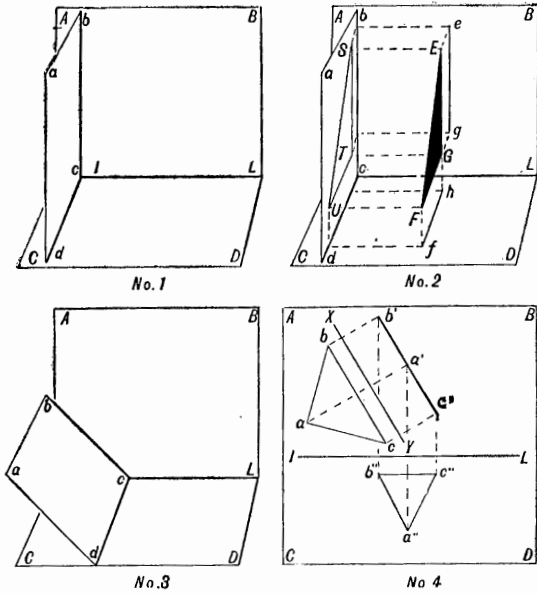 A B
b
a
c I L
C d D
No.1
A b B
e
S E
a
g
T G
c L
h
U F
f
C d D
No.2
A B
b
a c L
C d D
No.3
A X b' B
b
a'
c"
a
c Y
I L
b" c"
a"
C D
No 4